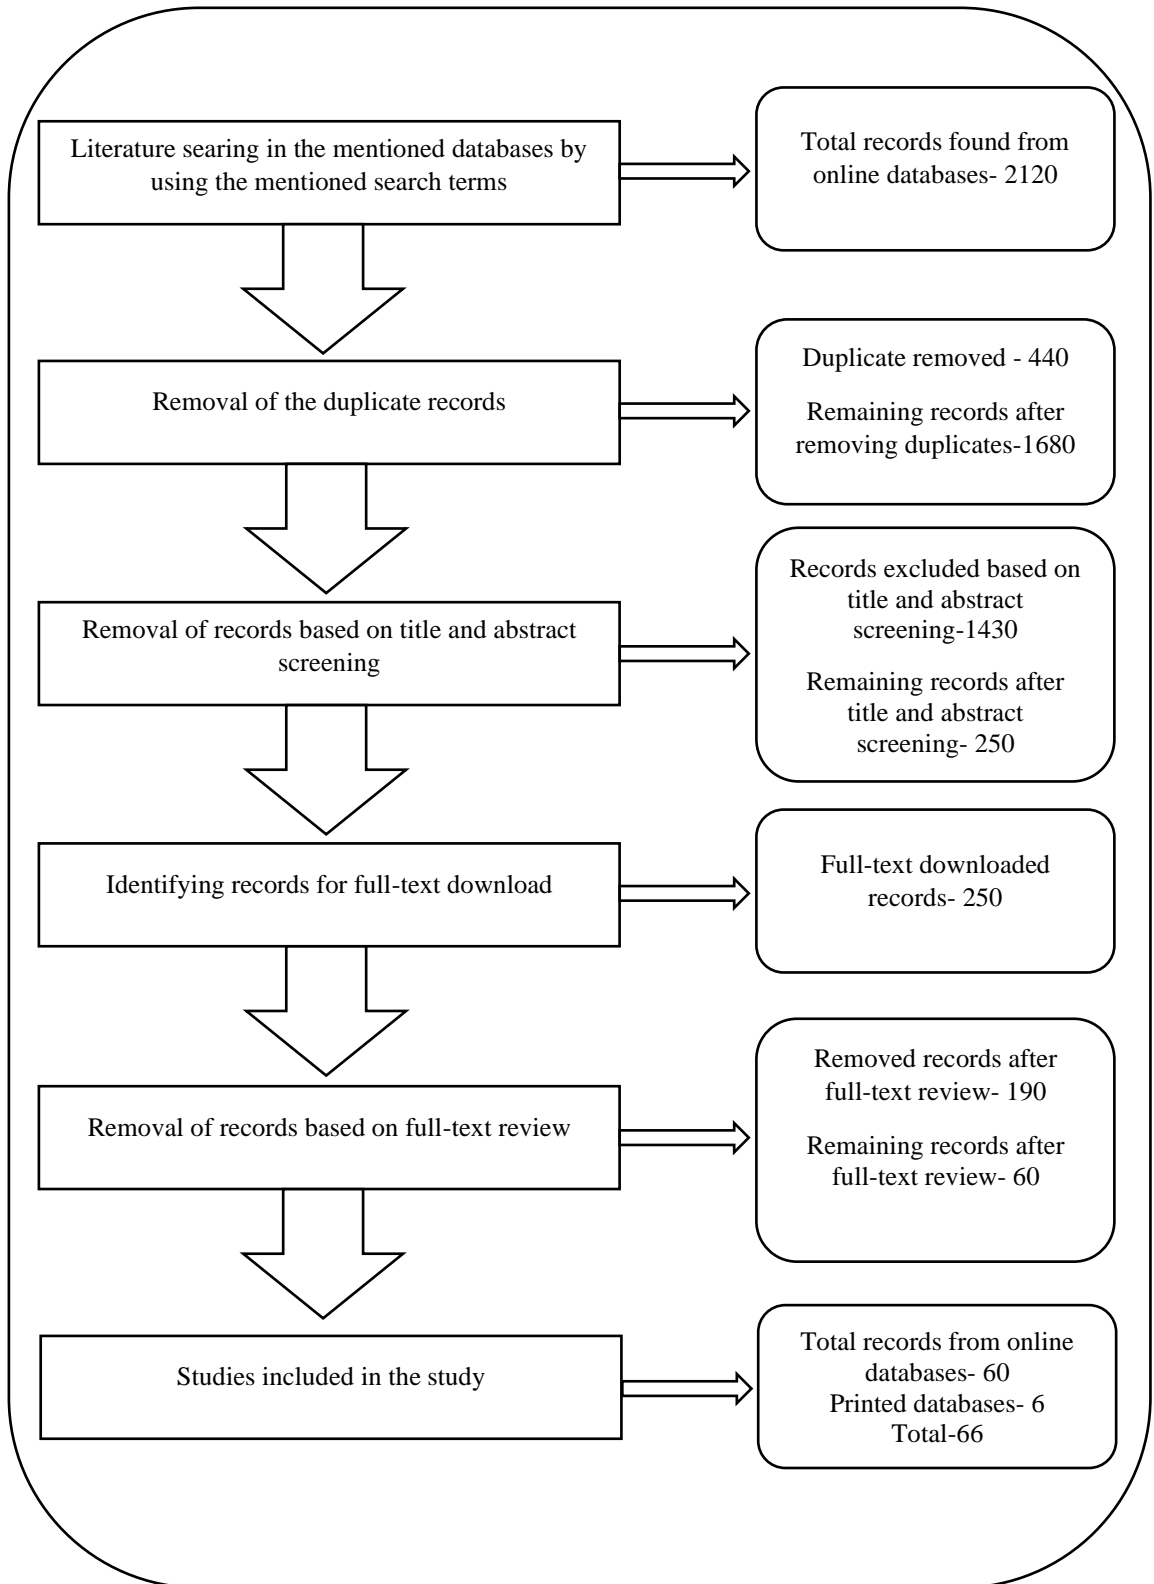 Literature searing in the mentioned databases by
using the mentioned search terms
Total records found from
online databases- 2120
Removal of the duplicate records
Duplicate removed - 440
Remaining records after
removing duplicates-1680
Removal of records based on title and abstract
screening
Records excluded based on
title and abstract
screening-1430
Remaining records after
title and abstract
screening- 250
Identifying records for full-text download
Full-text downloaded
records- 250
Removal of records based on full-text review
Removed records after
full-text review- 190
Remaining records after
full-text review- 60
Studies included in the study
Total records from online
databases- 60
Printed databases- 6
Total-66